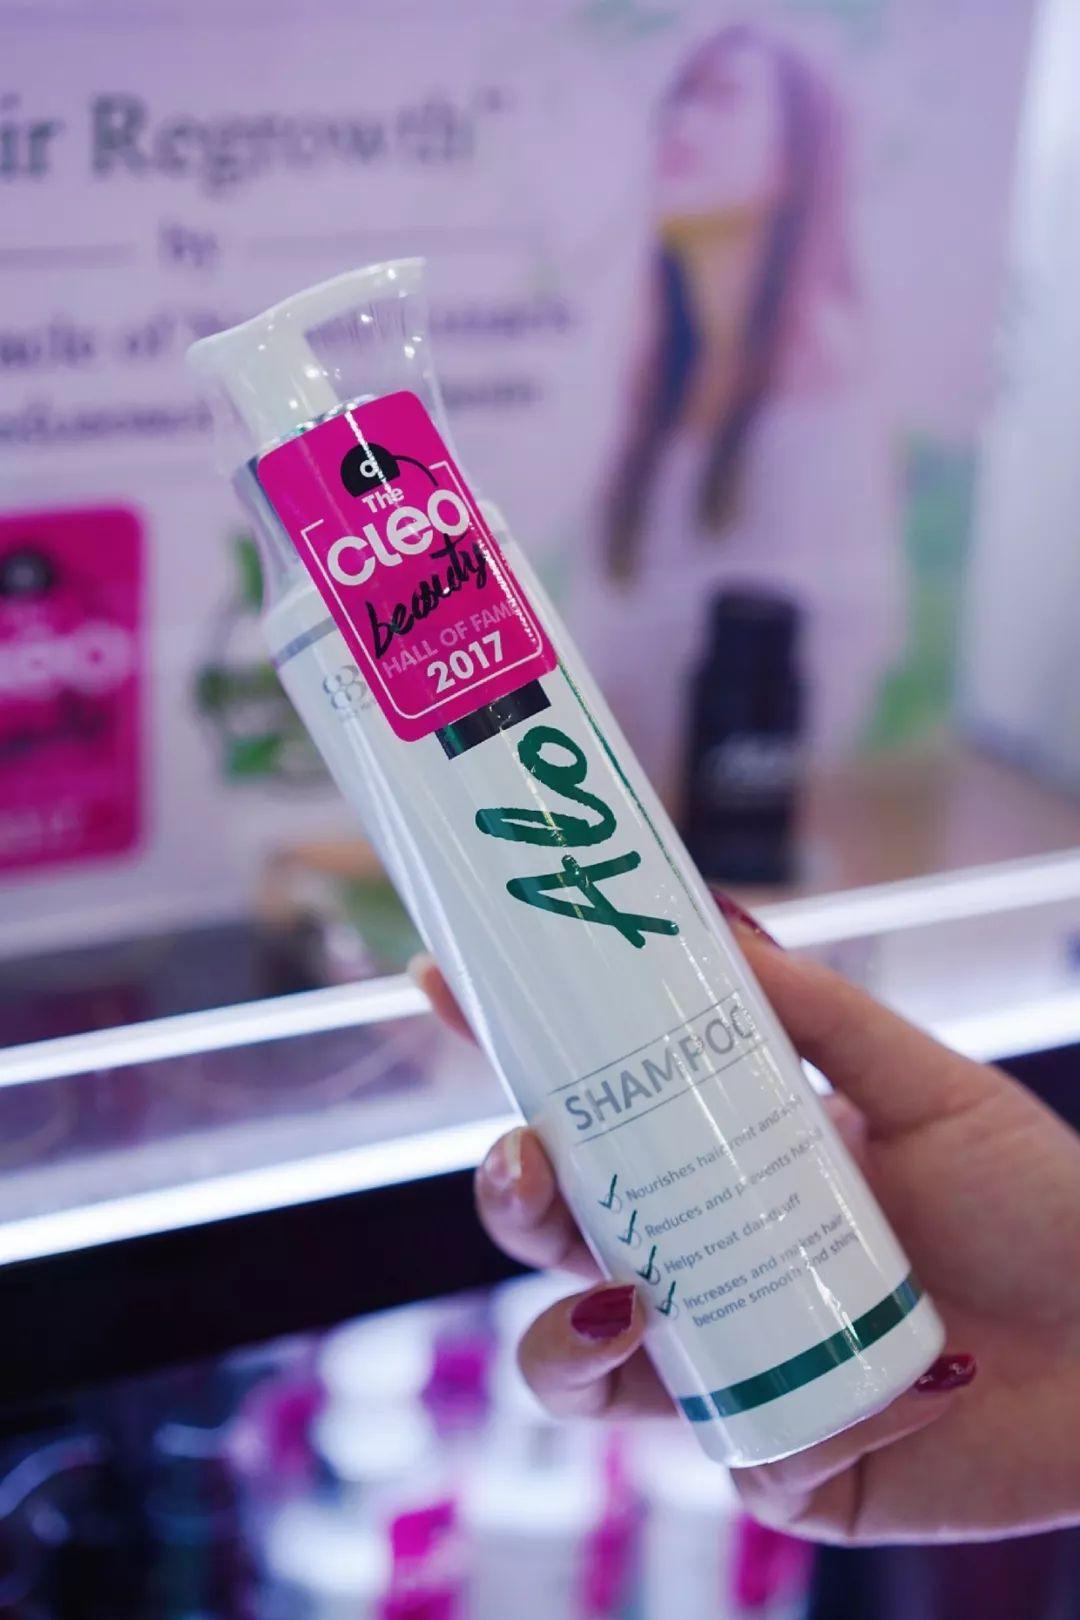 Regrowth"
by
The
cleo
beauty
HALL OF FAME
2017
Alo
SHAMPOO
Nourishes hair root and
Reduces and prevents
Helps treat dandruff
Increases and makes hair
become smooth and shiny